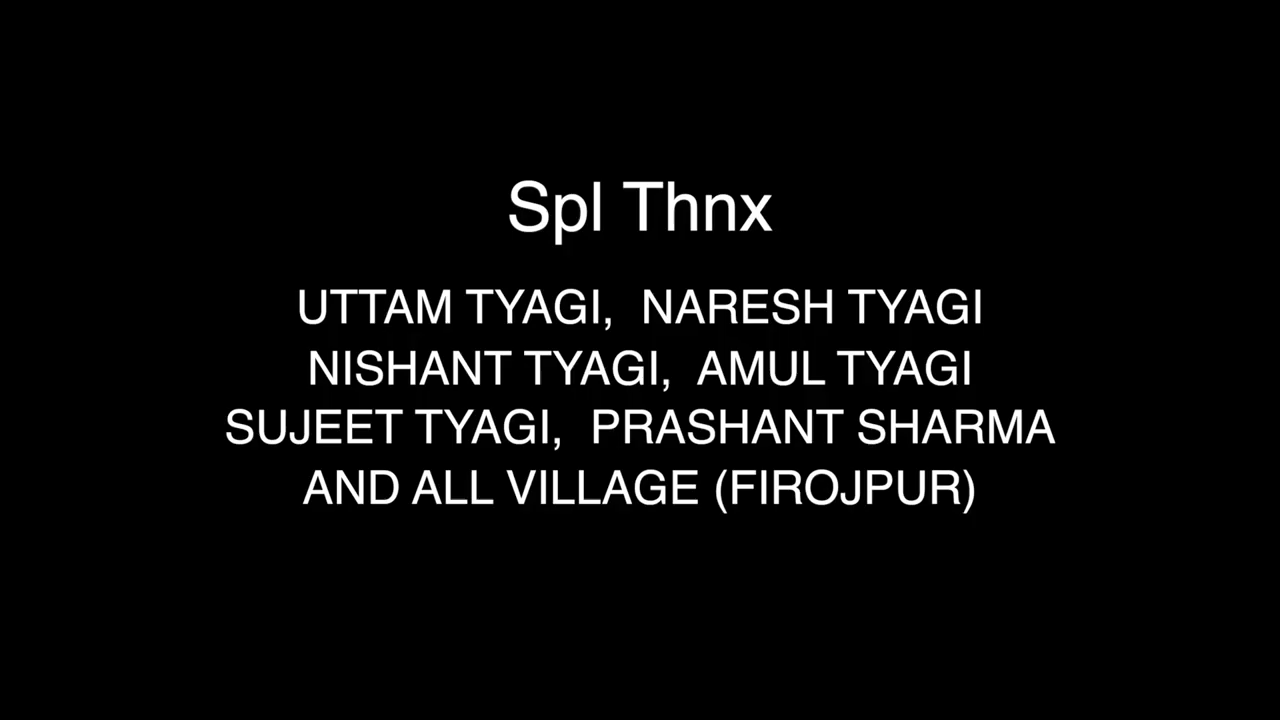 Spl Thnx
UTTAM TYAGI, NARESH TYAGI
NISHANT TYAGI, AMUL TYAGI
SUJEET TYAGI, PRASHANT SHARMA
AND ALL VILLAGE (FIROJPUR)